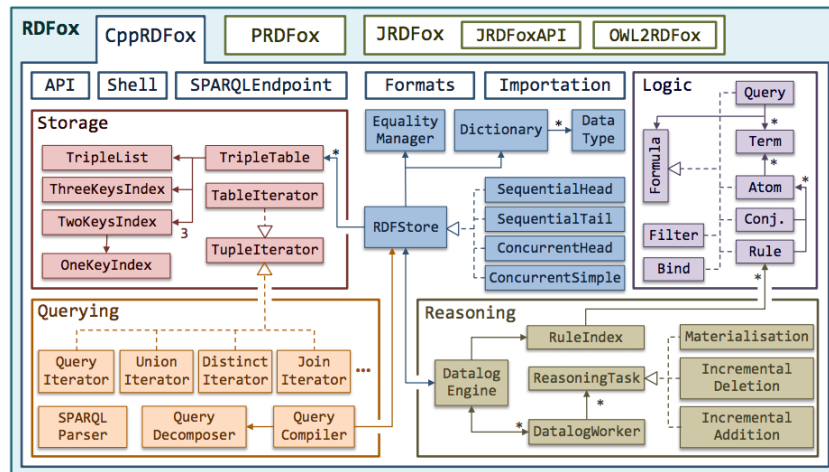 RDFox
CppRDFox
PRDFox
JRDFox
JRDFoxAPI
OWL2RDFox
API
Shell
SPARQLEndpoint
Formats
Importation
Storage
TripleList
TripleTable
*
ThreeKeysIndex
TableIterator
TwoKeysIndex
3
OneKeyIndex
TupleIterator
Equality
Manager
Dictionary
*
Data
Type
RDFStore
SequentialHead
SequentialTail
ConcurrentHead
ConcurrentSimple
Logic
Query
*
Formula
Term
*
*
Atom
Conj.
Filter
Rule
Bind
*
Querying
Query
Iterator
Union
Iterator
Distinct
Iterator
Join
Iterator
...
SPARQL
Parser
Query
Decomposer
Query
Compiler
Reasoning
RuleIndex
Materialisation
Datalog
Engine
ReasoningTask
Incremental
Deletion
*
*
DatalogWorker
Incremental
Addition